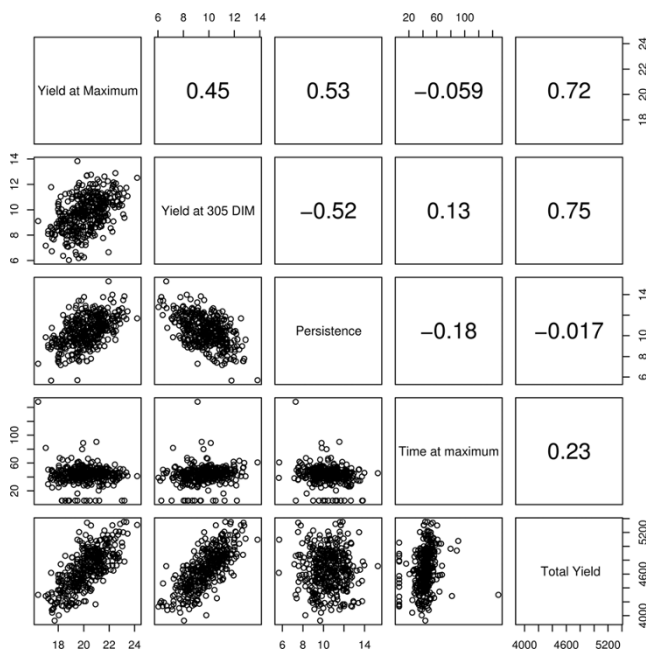 6 8 10 12 14
20 60 100
Yield at Maximum
0.45
0.53
−0.059
0.72
18 20 22 24
6 8 10 12 14
Yield at 305 DIM
−0.52
0.13
0.75
Persistence
−0.18
−0.017
6 8 10 12 14
20 60 100
Time at maximum
0.23
Total Yield
4000 4600 5200
18 20 22 24
6 8 10 12 14
4000 4600 5200